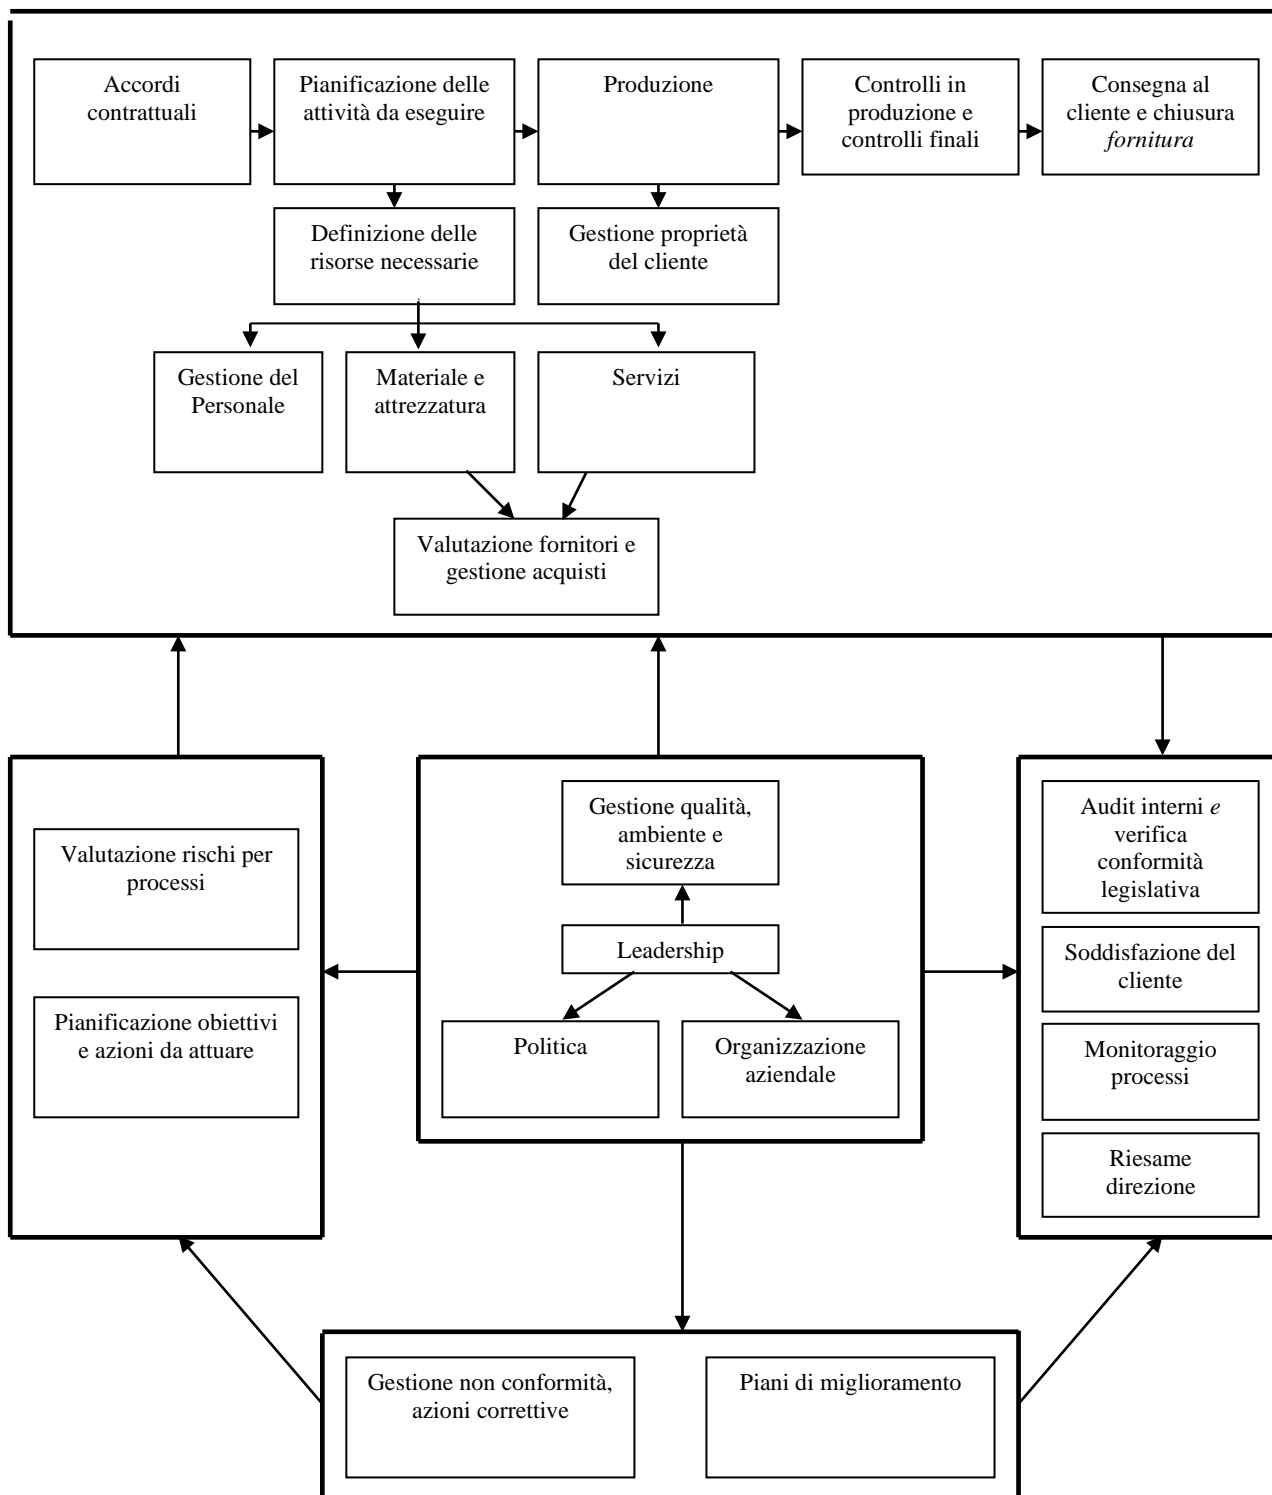 Accordi
contrattuali
Pianificazione delle
attività da eseguire
Produzione
Controlli in
produzione e
controlli finali
Consegna al
cliente e chiusura
fornitura
Definizione delle
risorse necessarie
Gestione proprietà
del cliente
Gestione del
Personale
Materiale e
attrezzatura
Servizi
Valutazione fornitori e
gestione acquisti
Valutazione rischi per
processi
Pianificazione obiettivi
e azioni da attuare
Gestione qualità,
ambiente e
sicurezza
Leadership
Politica
Organizzazione
aziendale
Audit interni e
verifica
conformità
legislativa
Soddisfazione del
cliente
Monitoraggio
processi
Riesame
direzione
Gestione non conformità,
azioni correttive
Piani di miglioramento